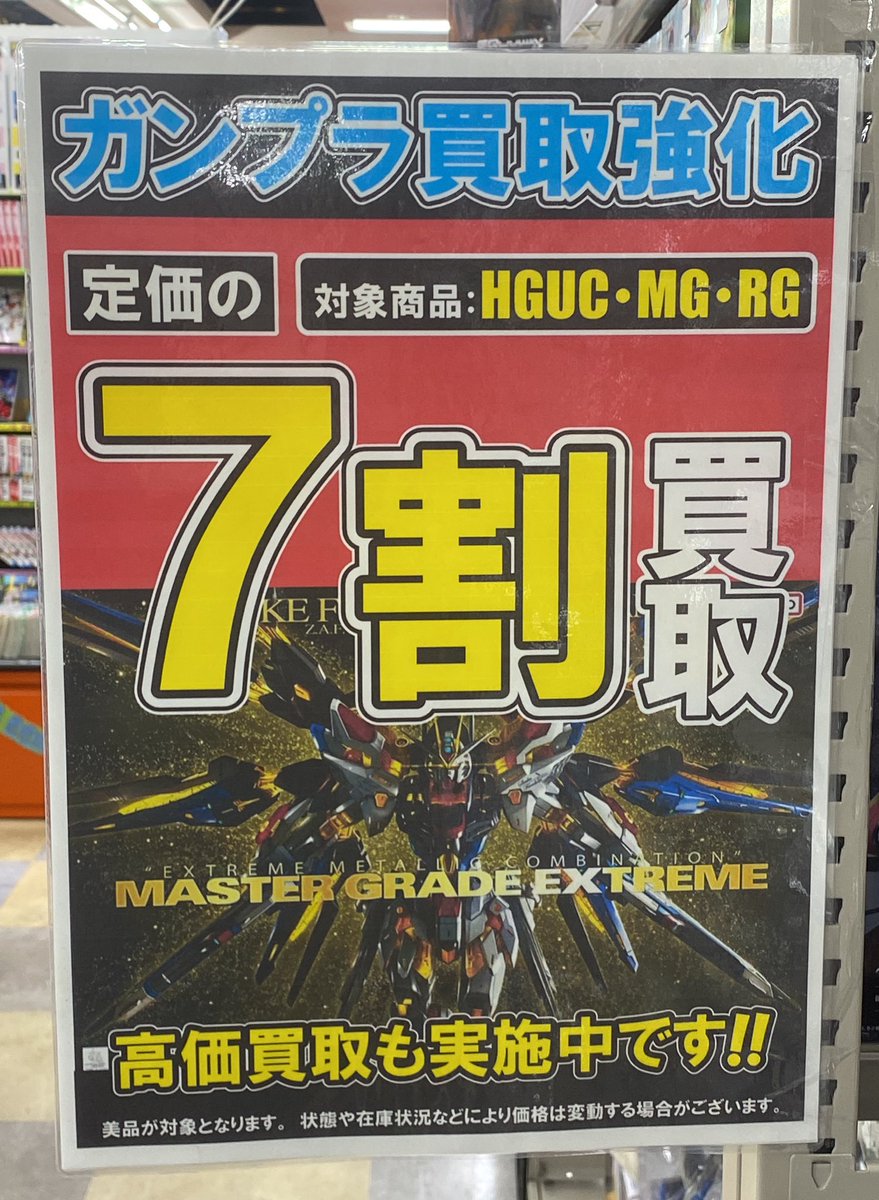 ガンプラ買取強化
定価の
対象商品：HGUC・MG・RG
7割買取
KE F
Z.A.F.
"EXTREME METALLIC COMBINATION"
MASTER GRADE EXTREME
高価買取も実施中です!!
美品が対象となります。 状態や在庫状況などにより価格は変動する場合がございます。